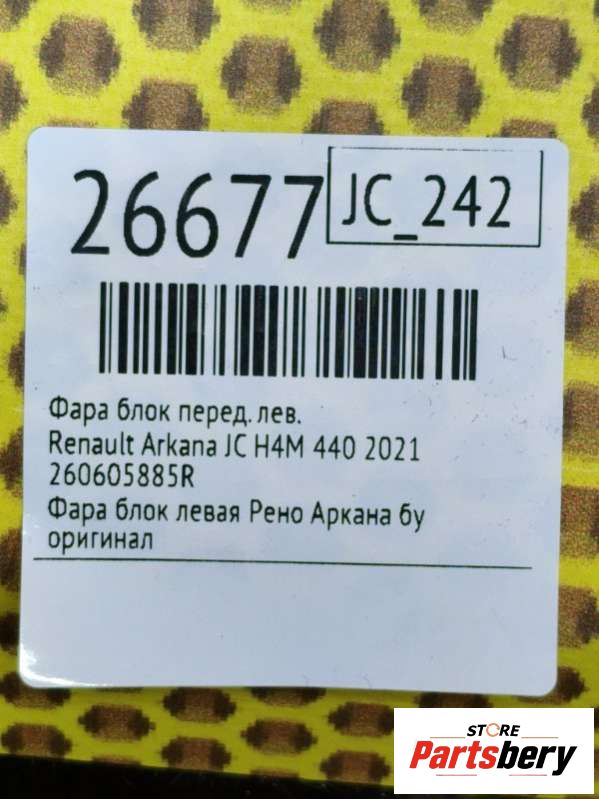 26677
JC_242
Фара блок перед. лев.
Renault Arkana JC H4M 440 2021
260605885R
Фара блок левая Рено Аркана бу
оригинал
STORE
Partsbery